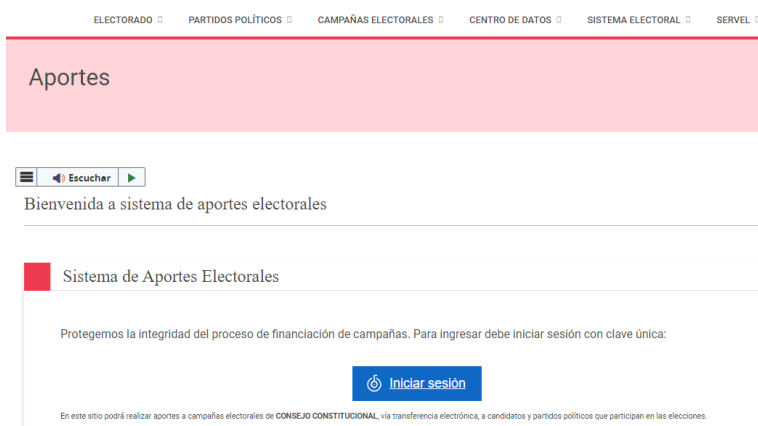 ELECTORADO PARTIDOS POLÍTICOS CAMPAÑAS ELECTORALES CENTRO DE DATOS SISTEMA ELECTORAL SERVEL
Aportes
Escuchar
Bienvenida a sistema de aportes electorales
Sistema de Aportes Electorales
Protegemos la integridad del proceso de financiación de campañas. Para ingresar debe iniciar sesión con clave única:
Iniciar sesión
En este sitio podrá realizar aportes a campañas electorales de CONSEJO CONSTITUCIONAL, vía transferencia electrónica, a candidatos y partidos políticos que participan en las elecciones.